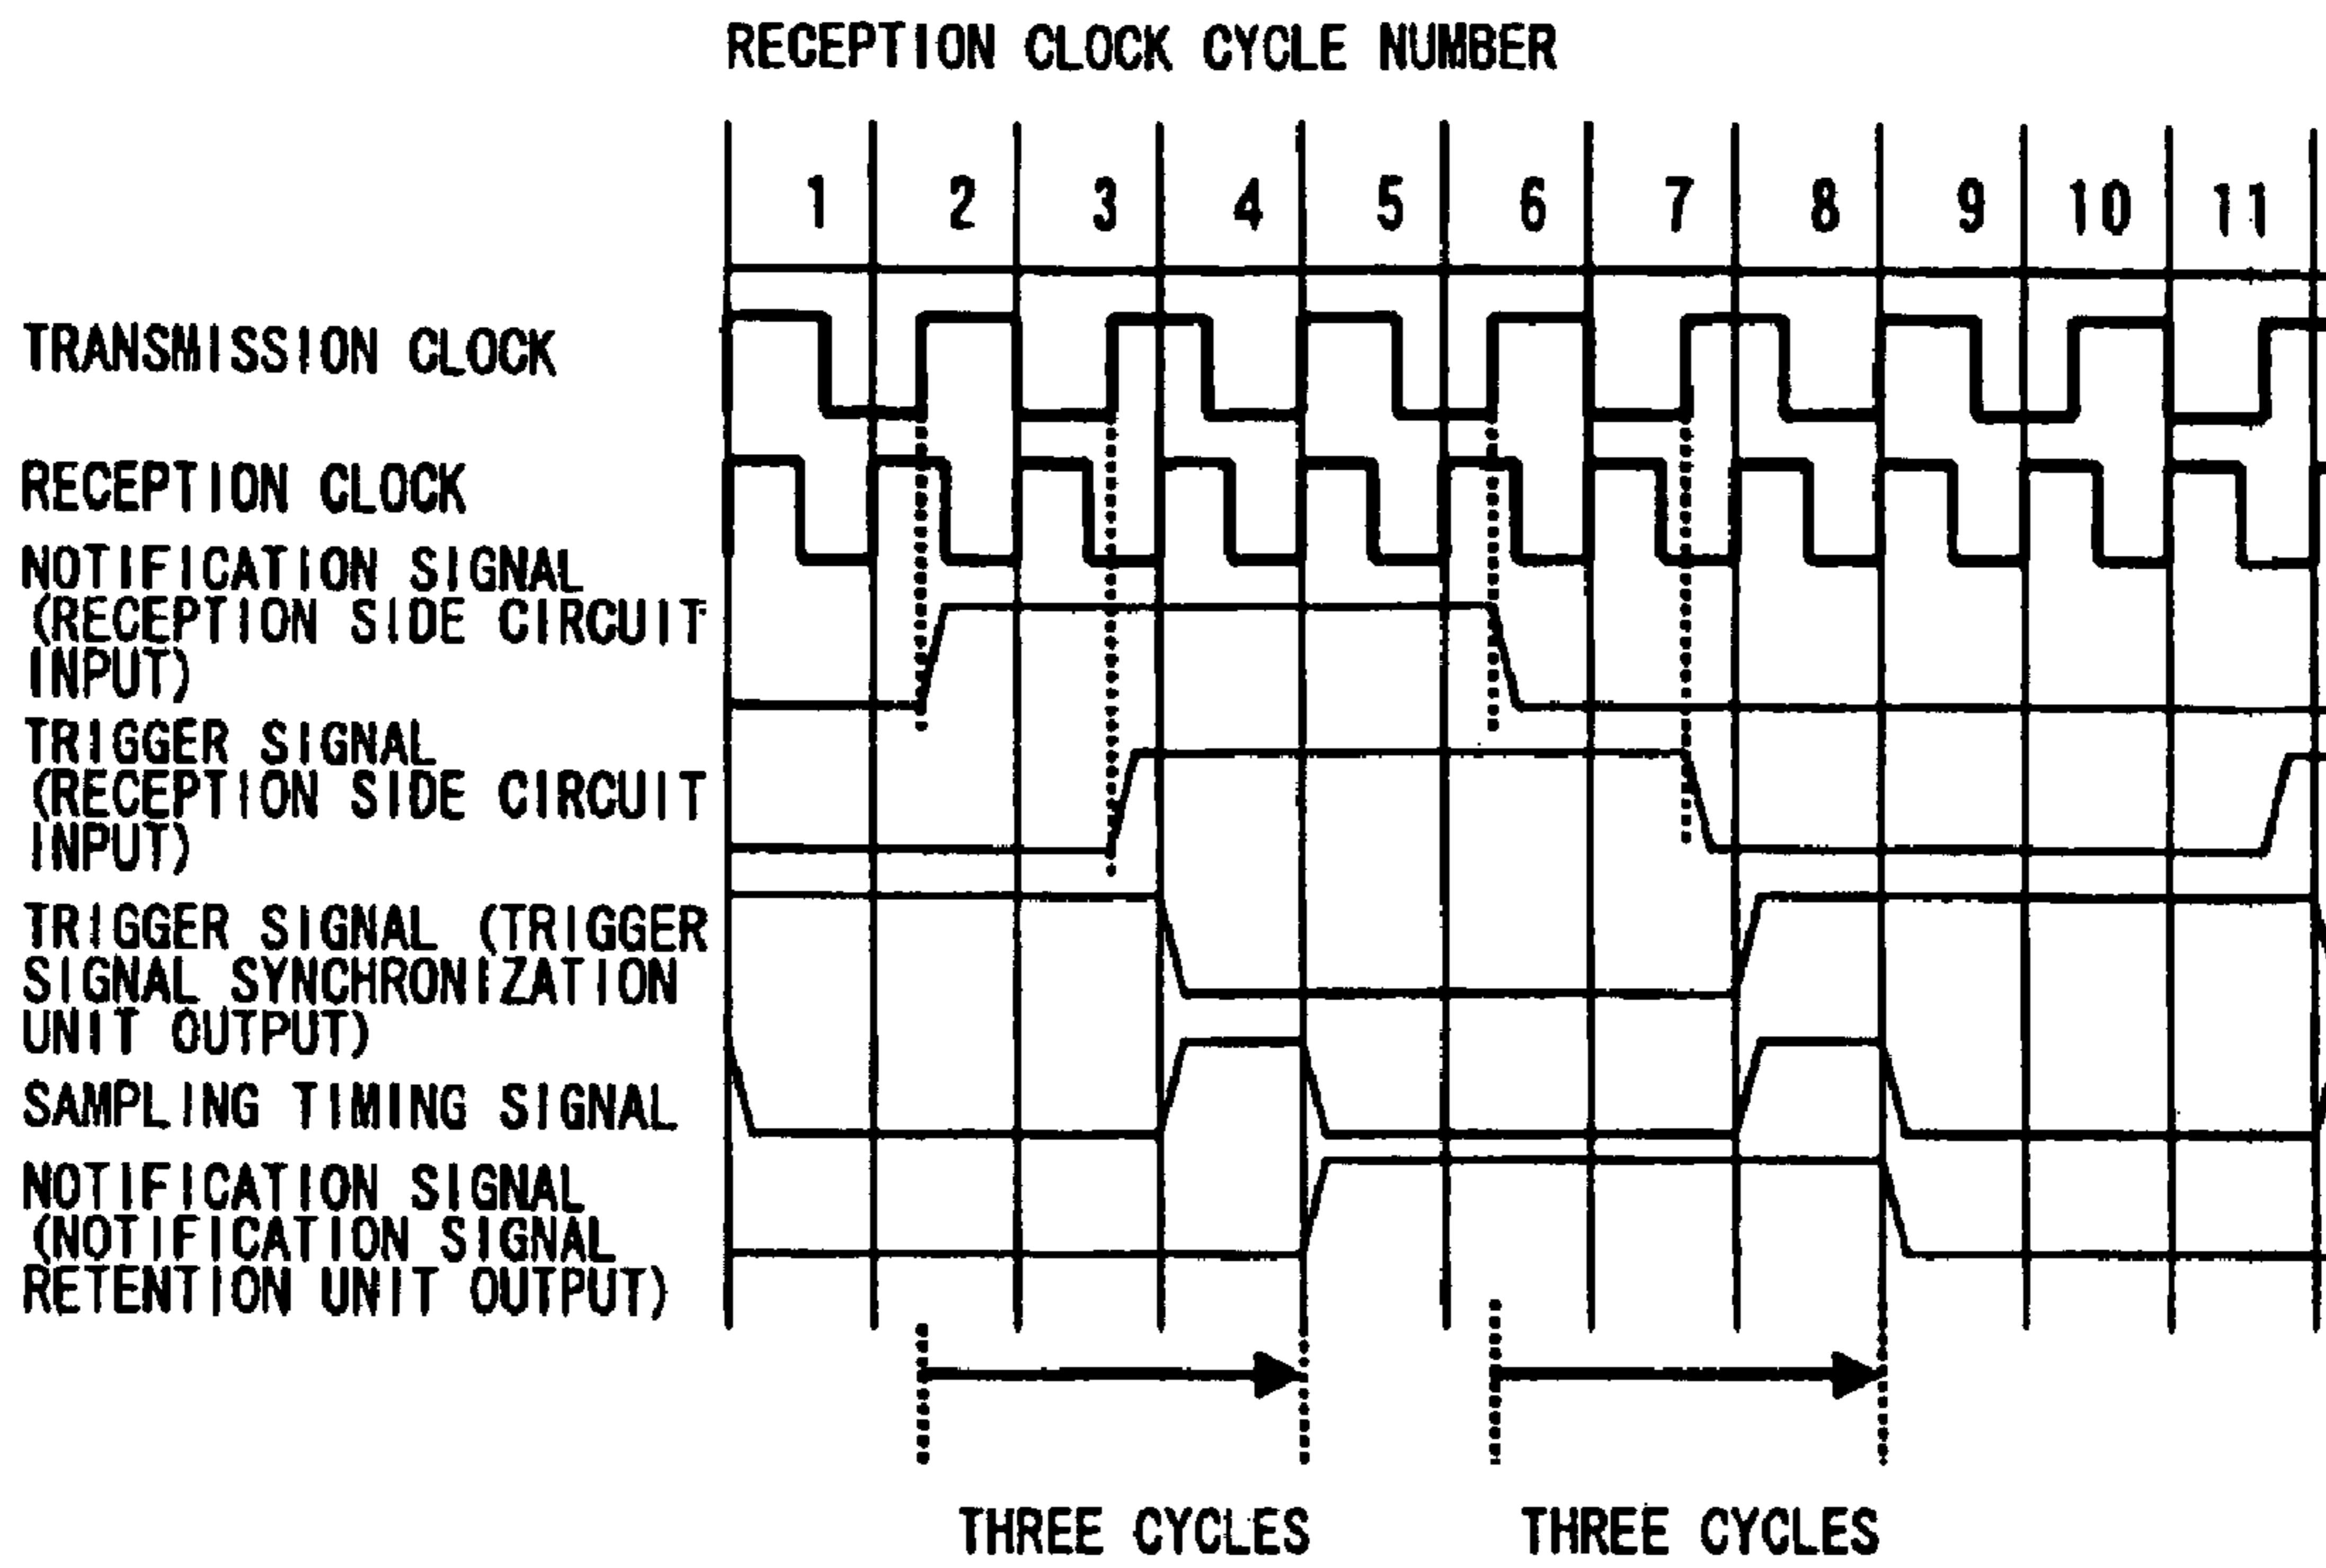 RECEPTION CLOCK CYCLE NUMBER
1 2 3 4 5 6 7 8 9 10 11
TRANSMISSION CLOCK
RECEPTION CLOCK
NOTIFICATION SIGNAL
(RECEPTION SIDE CIRCUIT
INPUT)
TRIGGER SIGNAL
(RECEPTION SIDE CIRCUIT
INPUT)
TRIGGER SIGNAL (TRIGGER
SIGNAL SYNCHRONIZATION
UNIT OUTPUT)
SAMPLING TIMING SIGNAL
NOTIFICATION SIGNAL
(NOTIFICATION SIGNAL
RETENTION UNIT OUTPUT)
THREE CYCLES THREE CYCLES